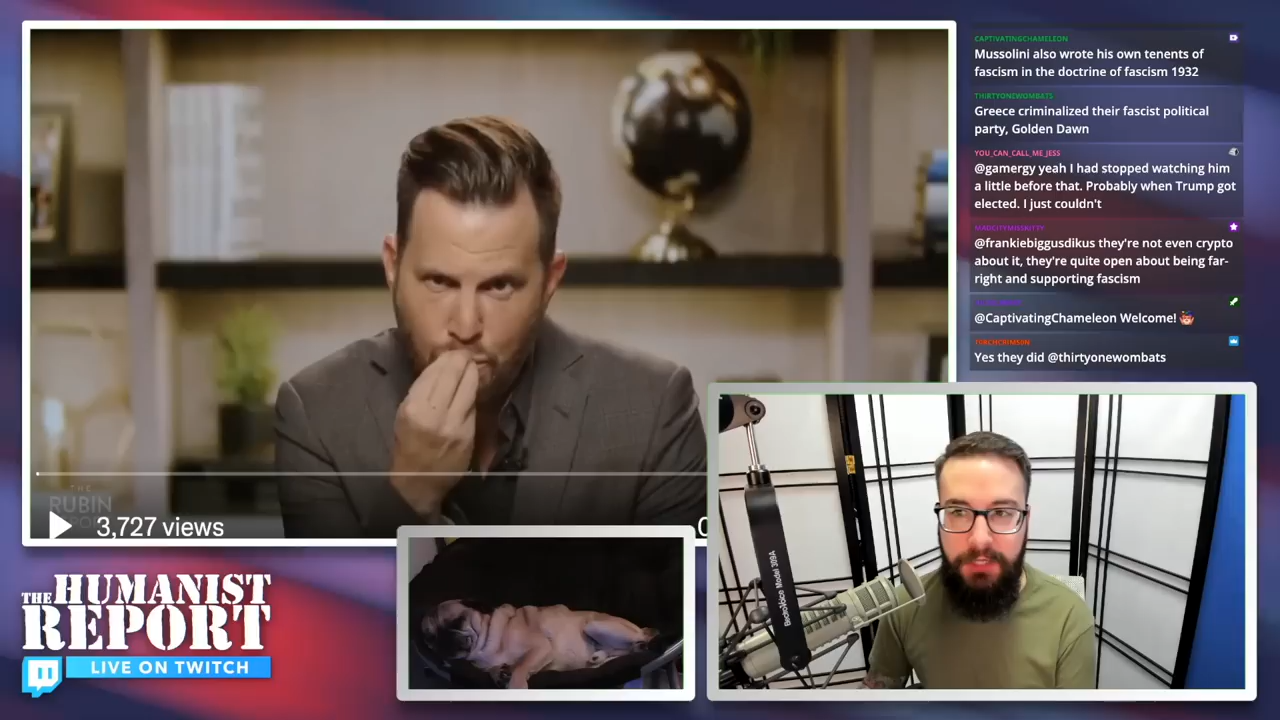 CAPTIVATINGCHAMELEON
Mussolini also wrote his own tenents of
fascism in the doctrine of fascism 1932
THIRTYONEWOMBATS
Greece criminalized their fascist political
party, Golden Dawn
YOU_CAN_CALL_ME_JESS
@gamergy yeah I had stopped watching him
a little before that. Probably when Trump got
elected. I just couldn't
MADCITYMISSKITTY
@frankiebiggusdikus they're not even crypto
about it, they're quite open about being far-
right and supporting fascism
@CaptivatingChameleon Welcome!
TORCHCRIMSON
Yes they did @thirtyonewombats
THE
RUBIN
3,727 views
THE HUMANIST
REPORT
LIVE ON TWITCH